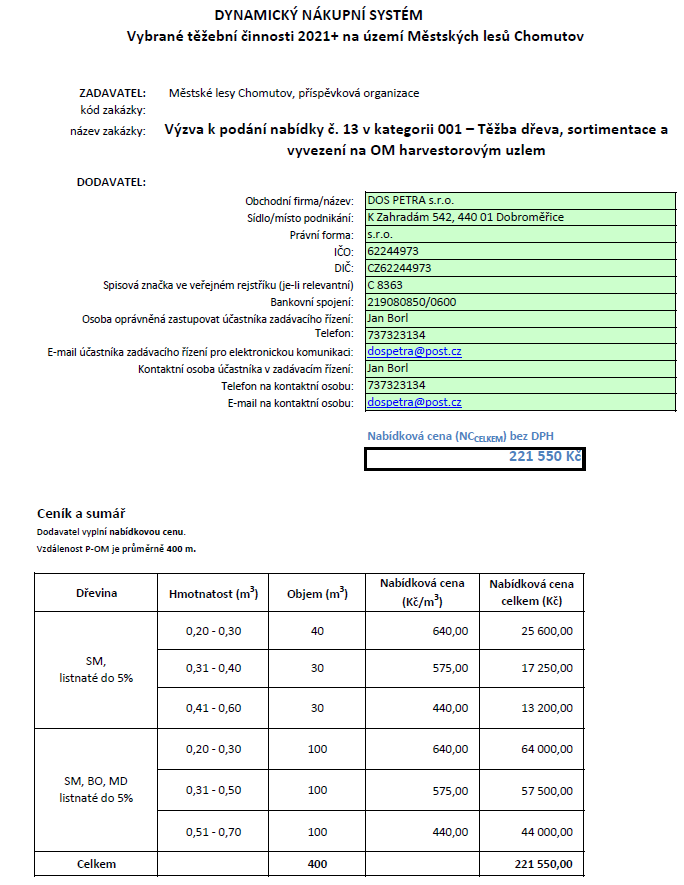 DYNAMICKÝ NÁKUPNÍ SYSTÉM
Vybrané těžební činnosti 2021+ na území Městských lesů Chomutov
ZADAVATEL: Městské lesy Chomutov, příspěvková organizace
kód zakázky:
název zakázky: Výzva k podání nabídky č. 13 v kategorii 001 – Těžba dřeva, sortimentace a
vyvezení na OM harvestorovým uzlem
DODAVATEL:
Obchodní firma/název: DOS PETRA s.r.o.
Sídlo/místo podnikání: K Zahradám 542, 440 01 Dobroměřice
Právní forma: s.r.o.
IČO: 62244973
DIČ: CZ62244973
Spisová značka ve veřejném rejstříku (je-li relevantní) C 8363
Bankovní spojení: 219080850/0600
Osoba oprávněná zastupovat účastníka zadávacího řízení: Jan Borl
Telefon: 737323134
E-mail účastníka zadávacího řízení pro elektronickou komunikaci: dospetra@post.cz
Kontaktní osoba účastníka v zadávacím řízení: Jan Borl
Telefon na kontaktní osobu: 737323134
E-mail na kontaktní osobu: dospetra@post.cz
Nabídková cena (NCCELKEM) bez DPH
221 550 Kč
Ceník a sumář
Dodavatel vyplní nabídkovou cenu.
Vzdálenost P-OM je průměrně 400 m.
Dřevina Hmotnatost (m³) Objem (m³) Nabídková cena (Kč/m³) Nabídková cena celkem (Kč)
SM,
listnaté do 5%
0,20 - 0,30 40 640,00 25 600,00
0,31 - 0,40 30 575,00 17 250,00
0,41 - 0,60 30 440,00 13 200,00
SM, BO, MD
listnaté do 5%
0,20 - 0,30 100 640,00 64 000,00
0,31 - 0,50 100 575,00 57 500,00
0,51 - 0,70 100 440,00 44 000,00
Celkem 400 221 550,00